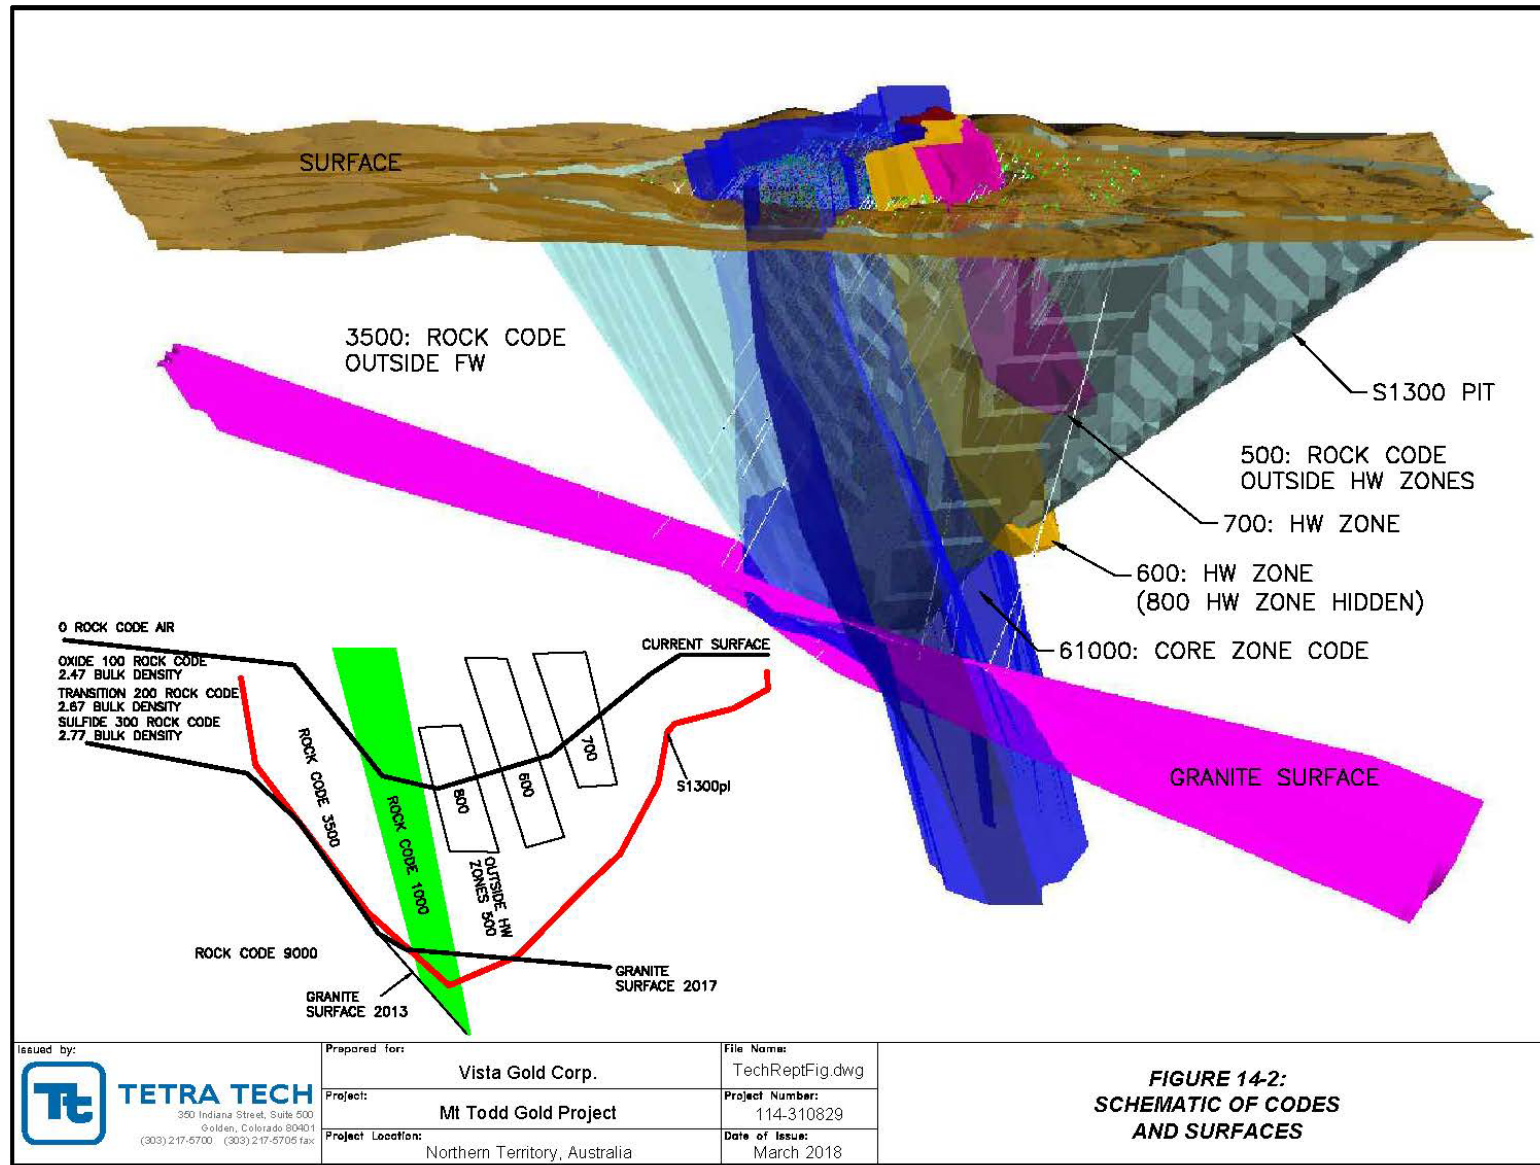 SURFACE
3500: ROCK CODE
OUTSIDE FW
S1300 PIT
500: ROCK CODE
OUTSIDE HW ZONES
700: HW ZONE
600: HW ZONE
(800 HW ZONE HIDDEN)
61000: CORE ZONE CODE
GRANITE SURFACE
0 ROCK CODE AIR
OXIDE 100 ROCK CODE
2.47 BULK DENSITY
TRANSITION 200 ROCK CODE
2.67 BULK DENSITY
SULFIDE 300 ROCK CODE
2.77 BULK DENSITY
CURRENT SURFACE
ROCK CODE 3500
ROCK CODE 1000
800
600
700
OUTSIDE HW
ZONES 500
S1300pl
ROCK CODE 9000
GRANITE
SURFACE 2013
GRANITE
SURFACE 2017
Issued by:
Tt
TETRA TECH
350 Indiana Street, Suite 500
Golden, Colorado 80401
(303) 217-5700 (303) 217-5705 fax
Prepared for:
Vista Gold Corp.
Project:
Mt Todd Gold Project
Project Location:
Northern Territory, Australia
File Name:
TechReptFig.dwg
Project Number:
114-310829
Date of Issue:
March 2018
FIGURE 14-2:
SCHEMATIC OF CODES
AND SURFACES